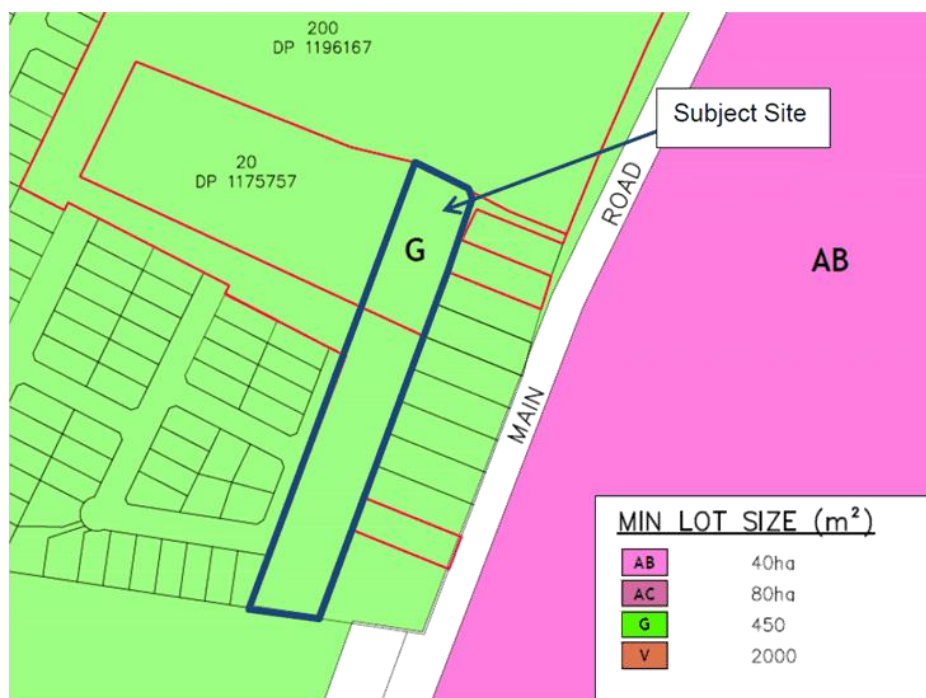 200
DP 1196167
Subject Site
20
DP 1175757
ROAD
G
AB
MAIN
MIN LOT SIZE (m²)
AB 40ha
AC 80ha
G 450
V 2000